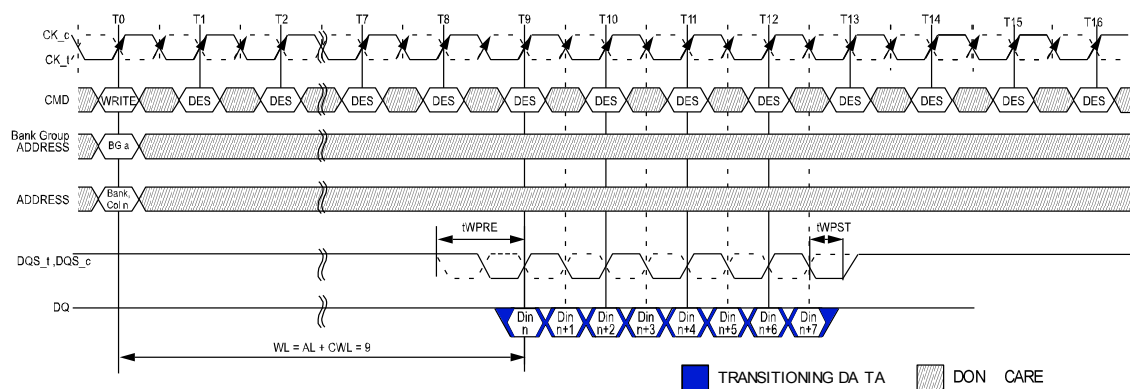 T0 T1 T2 T7 T8 T9 T10 T11 T12 T13 T14 T15 T16
CK_c
CK_t
CMD WRITE DES DES DES DES DES DES DES DES DES DES DES DES
Bank Group
ADDRESS BG a
ADDRESS Bank,
Col n
tWPRE tWPST
DQS_t ,DQS_c
DQ Din n Din n+1 Din n+2 Din n+3 Din n+4 Din n+5 Din n+6 Din n+7
WL = AL + CWL = 9
TRANSITIONING DA TA DON CARE